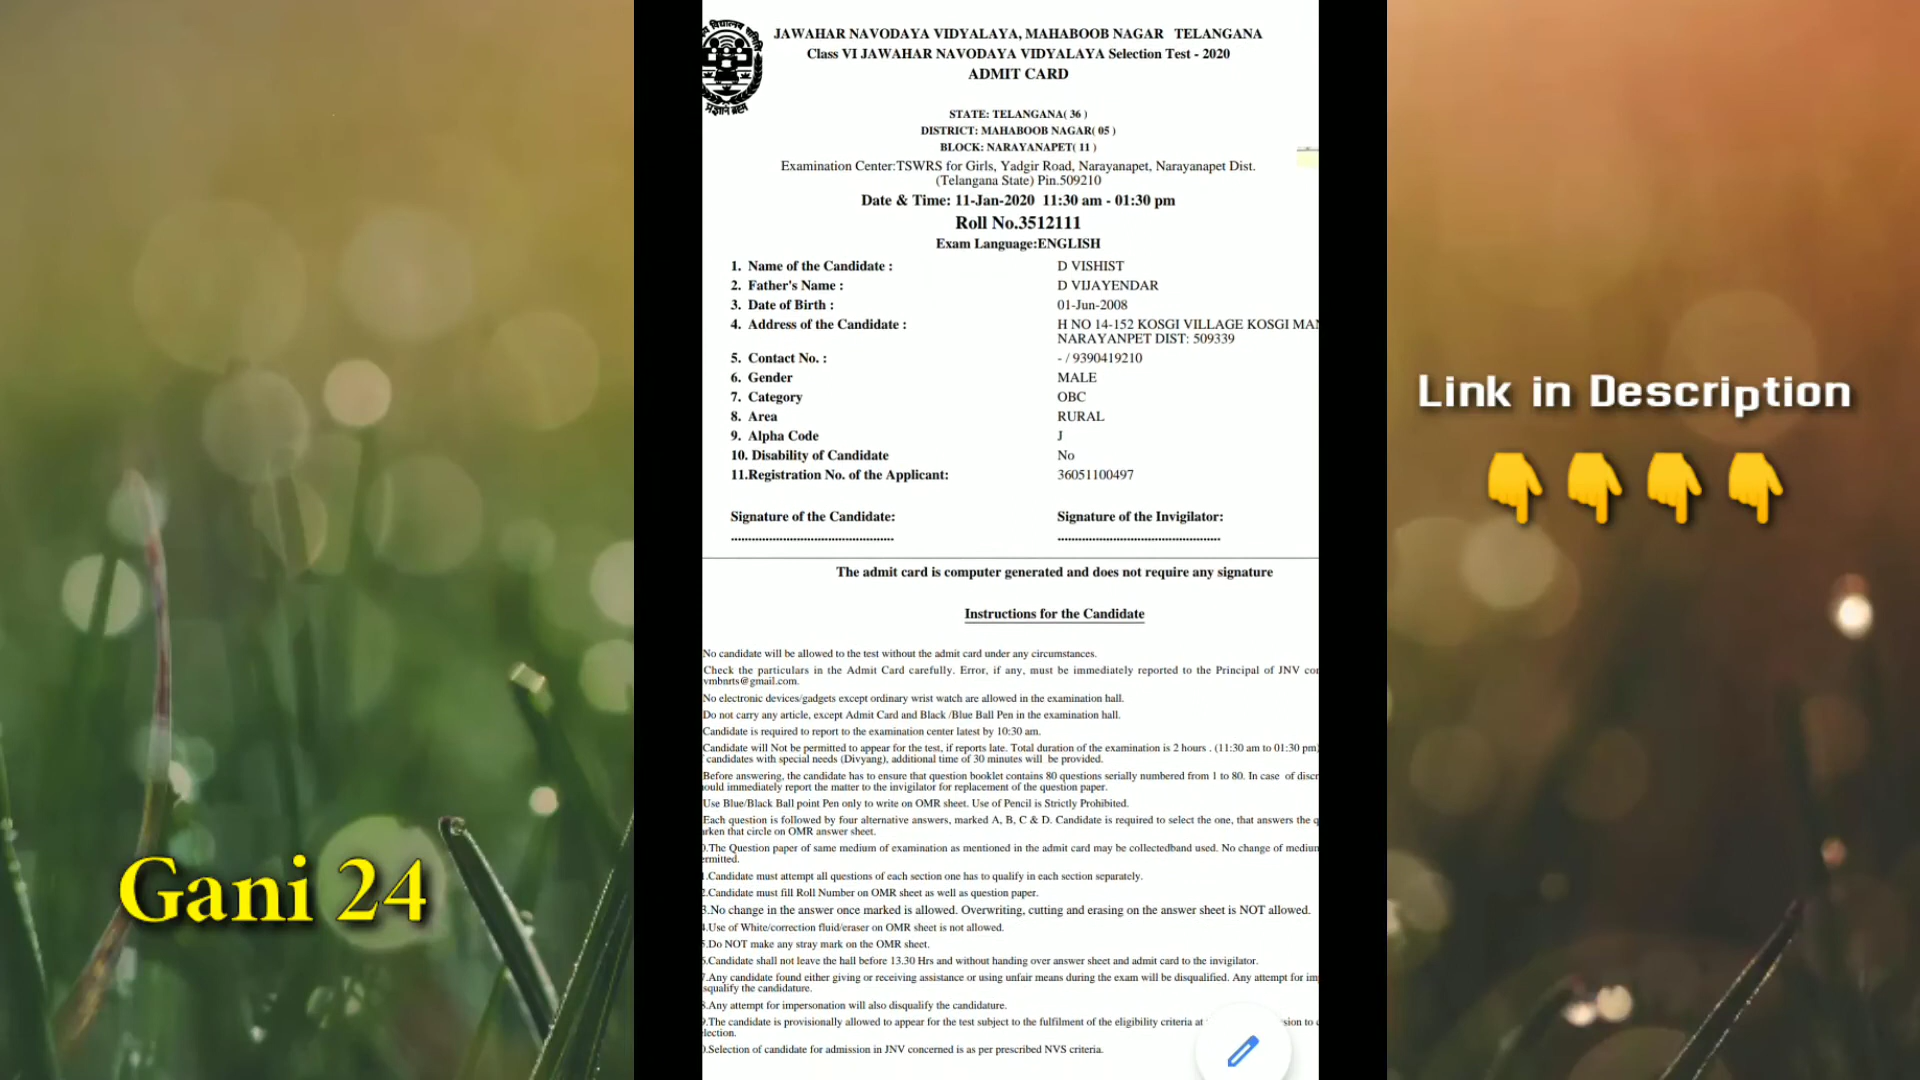 JAWAHAR NAVODAYA VIDYALAYA, MAHABOOB NAGAR TELANGANA
Class VI JAWAHAR NAVODAYA VIDYALAYA Selection Test - 2020
ADMIT CARD
STATE: TELANGANA( 36 )
DISTRICT: MAHABOOB NAGAR( 05 )
BLOCK: NARAYANAPET( 11 )
Examination Center:TSWRS for Girls, Yadgir Road, Narayanapet, Narayanapet Dist.
(Telangana State) Pin.509210
Date & Time: 11-Jan-2020 11:30 am - 01:30 pm
Roll No.3512111
Exam Language:ENGLISH
1. Name of the Candidate : D VISHIST
2. Father's Name : D VIJAYENDAR
3. Date of Birth : 01-Jun-2008
4. Address of the Candidate : H NO 14-152 KOSGI VILLAGE KOSGI MAN
NARAYANPET DIST: 509339
5. Contact No. : - / 9390419210
6. Gender MALE
7. Category OBC
8. Area RURAL
9. Alpha Code J
10. Disability of Candidate No
11.Registration No. of the Applicant: 36051100497
Signature of the Candidate: Signature of the Invigilator:
The admit card is computer generated and does not require any signature
Instructions for the Candidate
No candidate will be allowed to the test without the admit card under any circumstances.
Check the particulars in the Admit Card carefully. Error, if any, must be immediately reported to the Principal of JNV
vmbnrts@gmail.com.
No electronic devices/gadgets except ordinary wrist watch are allowed in the examination hall.
Do not carry any article, except Admit Card and Black /Blue Ball Pen in the examination hall.
Candidate is required to report to the examination center latest by 10:30 am.
Candidate will Not be permitted to appear for the test, if reports late. Total duration of the examination is 2 hours . (11:30 am to 01:30 pm)
candidates with special needs (Divyang), additional time of 30 minutes will be provided.
Before answering, the candidate has to ensure that question booklet contains 80 questions serially numbered from 1 to 80. In case of discr
ould immediately report the matter to the invigilator for replacement of the question paper.
Use Blue/Black Ball point Pen only to write on OMR sheet. Use of Pencil is Strictly Prohibited.
Each question is followed by four alternative answers, marked A, B, C & D. Candidate is required to select the one, that answers the q
rken that circle on OMR answer sheet.
.The Question paper of same medium of examination as mentioned in the admit card may be collectedband used. No change of medium
ermitted.
.Candidate must attempt all questions of each section one has to qualify in each section separately.
.Candidate must fill Roll Number on OMR sheet as well as question paper.
3.No change in the answer once marked is allowed. Overwriting, cutting and erasing on the answer sheet is NOT allowed.
.Use of White/correction fluid/eraser on OMR sheet is not allowed.
.Do NOT make any stray mark on the OMR sheet.
.Candidate shall not leave the hall before 13.30 Hrs and without handing over answer sheet and admit card to the invigilator.
.Any candidate found either giving or receiving assistance or using unfair means during the exam will be disqualified. Any attempt for im
squalify the candidature.
.Any attempt for impersonation will also disqualify the candidature.
.The candidate is provisionally allowed to appear for the test subject to the fulfilment of the eligibility criteria at
lection.
.Selection of candidate for admission in JNV concerned is as per prescribed NVS criteria.
Link in Description
Gani 24